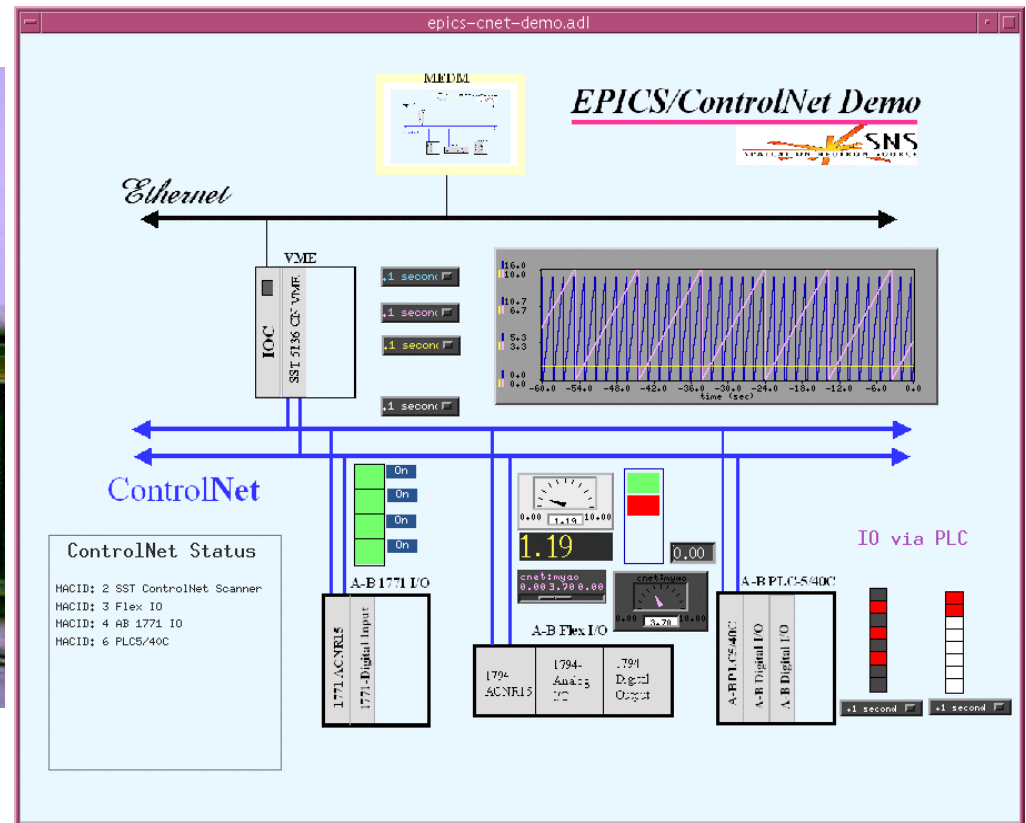 epics-cnet-demo.adl
MEDM
EPICS/ControlNet Demo
SNS
SPALLATION NEUTRON SOURCE
Ethernet
VME
IOC
SST 5136 CN VME
.1 second
.1 second
.1 second
.1 second
16.0
10.0
10.7
6.7
5.3
3.3
0.0
0.0
-60.0 -54.0 -48.0 -42.0 -36.0 -30.0 -24.0 -18.0 -12.0 -6.0 0.0
time (sec)
ControlNet
On
On
On
On
0.00 1.19 10.00
1.19
0.00
cnet:myao
0.00 3.70 0.00
cnet:myao
0.00 3.70 10.00
IO via PLC
ControlNet Status
MACID: 2 SST ControlNet Scanner
MACID: 3 Flex IO
MACID: 4 AB 1771 IO
MACID: 6 PLC5/40C
A-B 1771 I/O
1771 ACNR15
1771-Digital Input
A-B Flex I/O
1794
ACNR15
1794-
Analog
I/O
1794
Digital
Output
A-B PLC-5/40C
A-B PLC5/40C
A-B Digital I/O
A-B Digital I/O
.1 second
.1 second